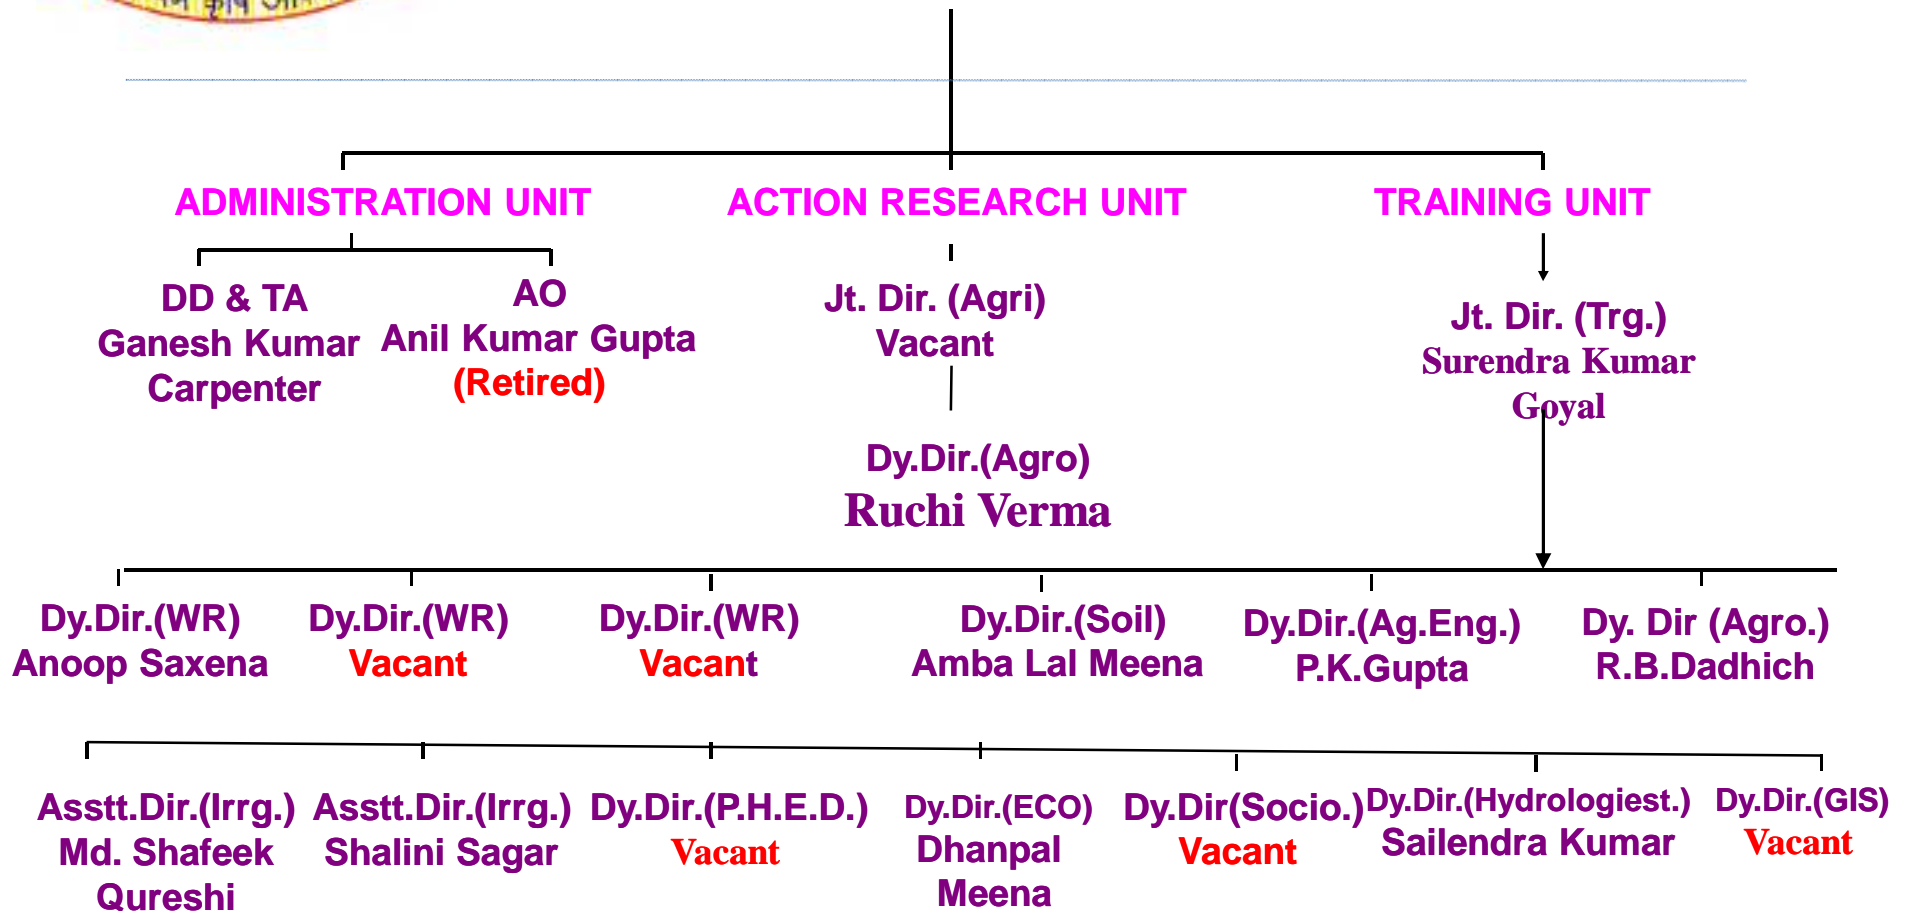 कृषि
ADMINISTRATION UNIT
ACTION RESEARCH UNIT
TRAINING UNIT
DD & TA
Ganesh Kumar
Carpenter
AO
Anil Kumar Gupta
(Retired)
Jt. Dir. (Agri)
Vacant
Jt. Dir. (Trg.)
Surendra Kumar
Goyal
Dy.Dir.(Agro)
Ruchi Verma
Dy.Dir.(WR)
Anoop Saxena
Dy.Dir.(WR)
Vacant
Dy.Dir.(WR)
Vacant
Dy.Dir.(Soil)
Amba Lal Meena
Dy.Dir.(Ag.Eng.)
P.K.Gupta
Dy. Dir (Agro.)
R.B.Dadhich
Asstt.Dir.(Irrg.)
Md. Shafeek
Qureshi
Asstt.Dir.(Irrg.)
Shalini Sagar
Dy.Dir.(P.H.E.D.)
Vacant
Dy.Dir.(ECO)
Dhanpal
Meena
Dy.Dir(Socio.)
Vacant
Dy.Dir.(Hydrologiest.)
Sailendra Kumar
Dy.Dir.(GIS)
Vacant